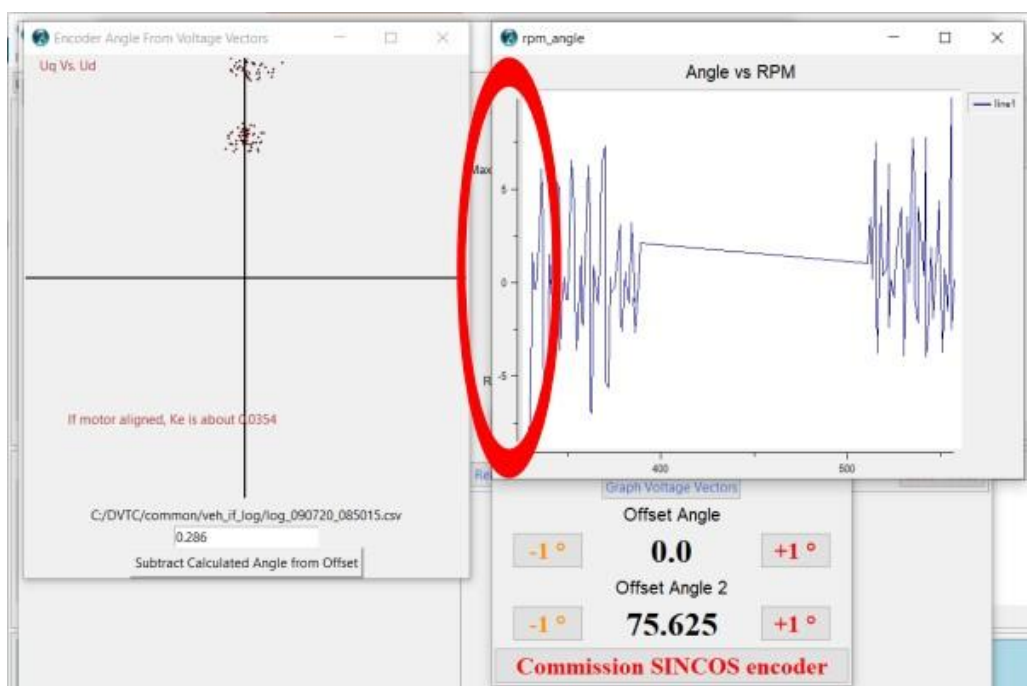 Encoder Angle From Voltage Vectors
Uq Vs. Ud
If motor aligned, Ke is about 0.0354
C:/DVTC/common/veh_if_log/log_090720_085015.csv
0.286
Subtract Calculated Angle from Offset
rpm_angle
Angle vs RPM
line1
5
0
-5
400
500
Max
R
Re
Graph Voltage Vectors
Offset Angle
-1 °
0.0
+1 °
Offset Angle 2
-1 °
75.625
+1 °
Commission SINCOS encoder